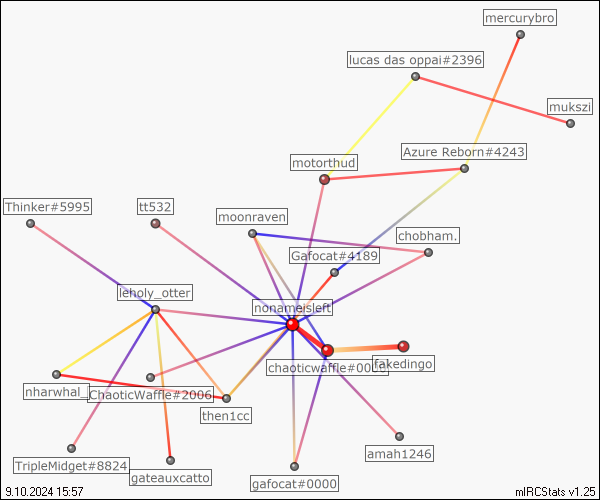 mercurybro
lucas das oppai#2396
mukszi
Azure Reborn#4243
motorthud
Thinker#5995
tt532
moonraven
chobham.
Gafocat#4189
lenoly_otter
nonameisleft
chaoticwaffle#00
fakedingo
nharwhal_
ChaoticWaffle#2006
then1cc
amah1246
TripleMidget#8824
gateauxcatto
gafocat#0000
9.10.2024 15:57
mIRCStats v1.25